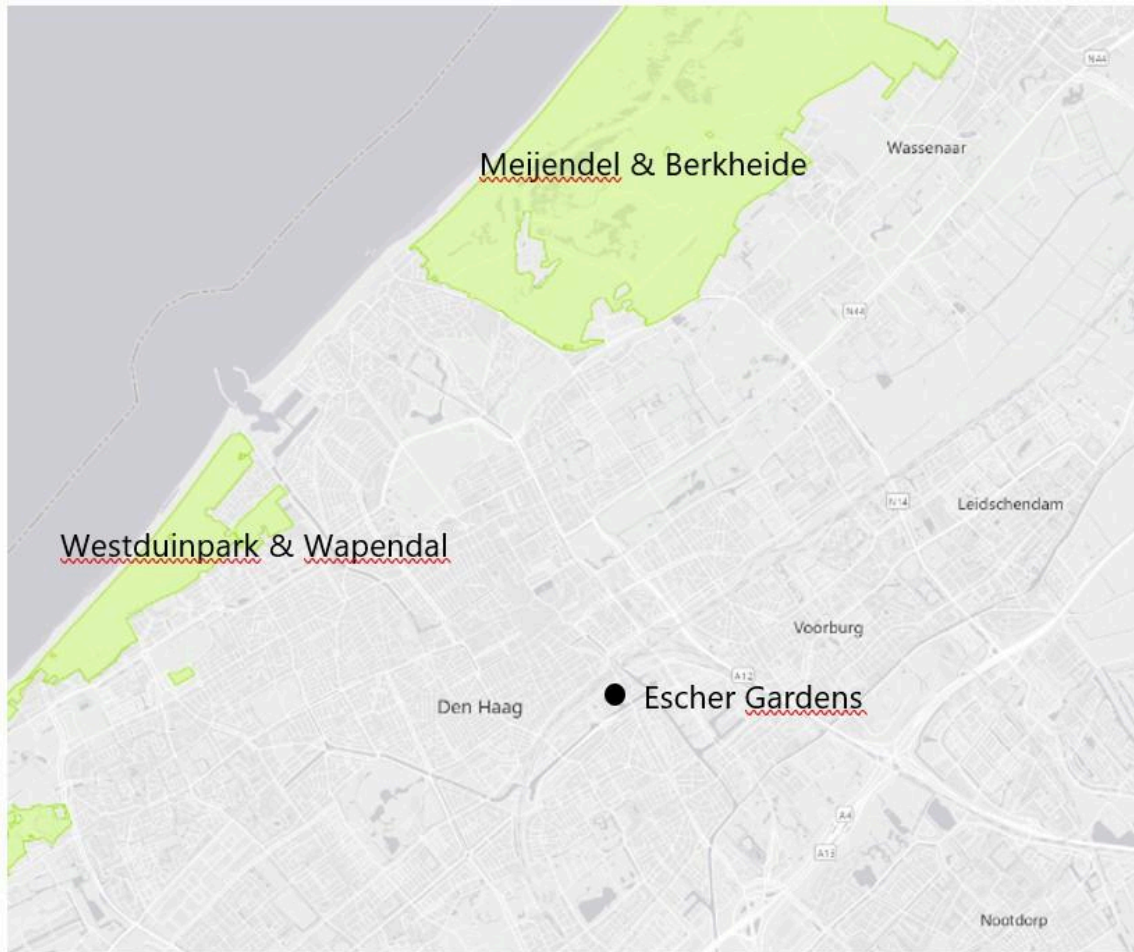 N44
Wassenaar
Meijendel & Berkheide
N44
N14
Leidschendam
Westduinpark & Wapendal
Voorburg
A12
Escher Gardens
Den Haag
A4
A13
Nootdorp